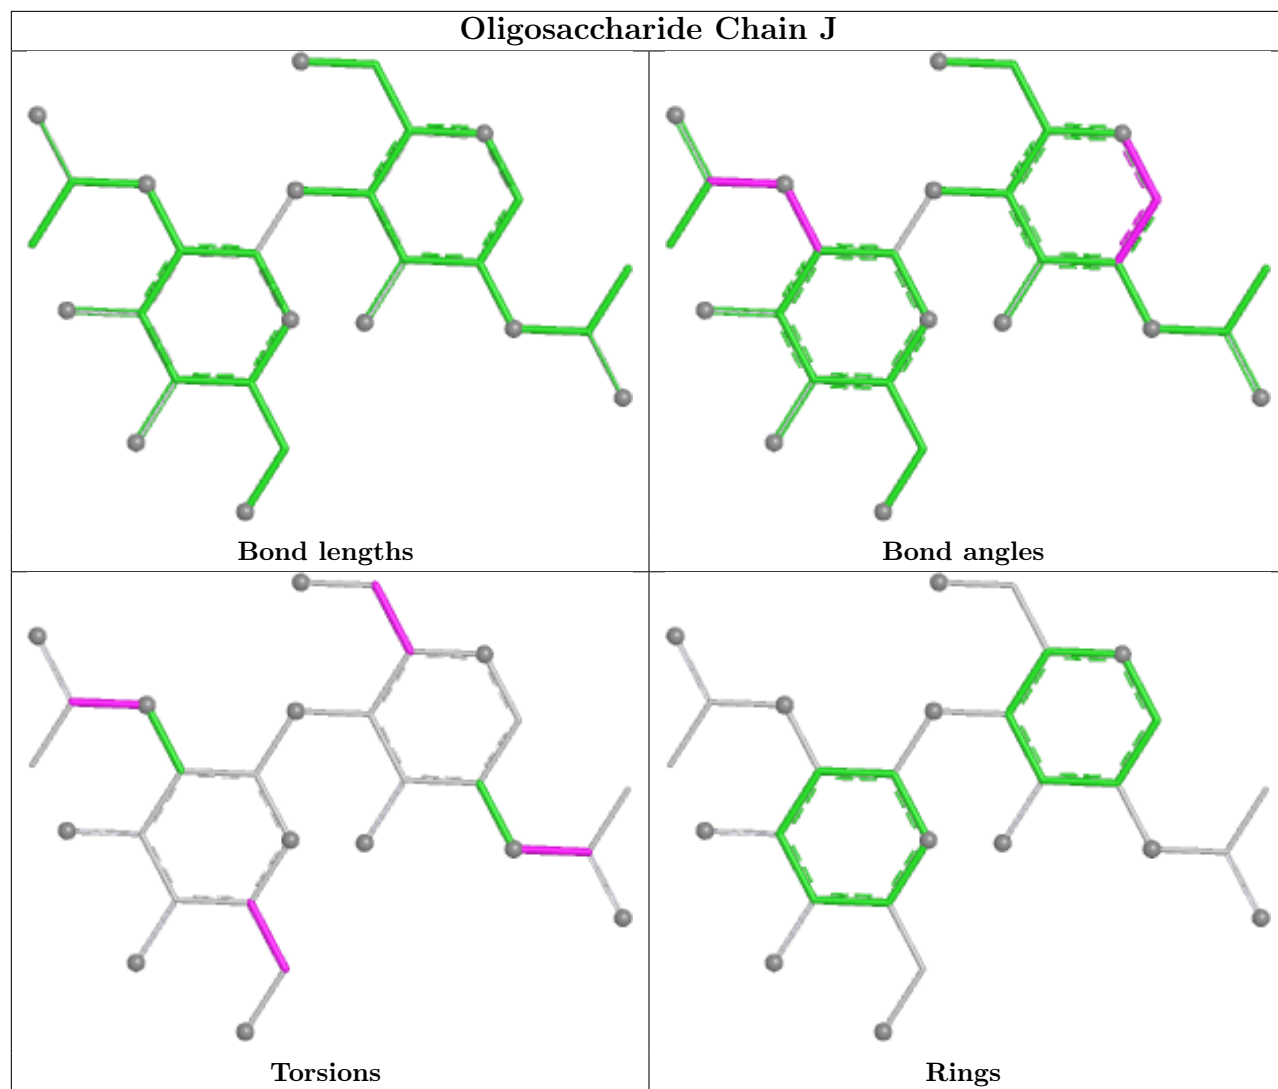 Oligosaccharide Chain J
Bond lengths
Bond angles
Torsions
Rings